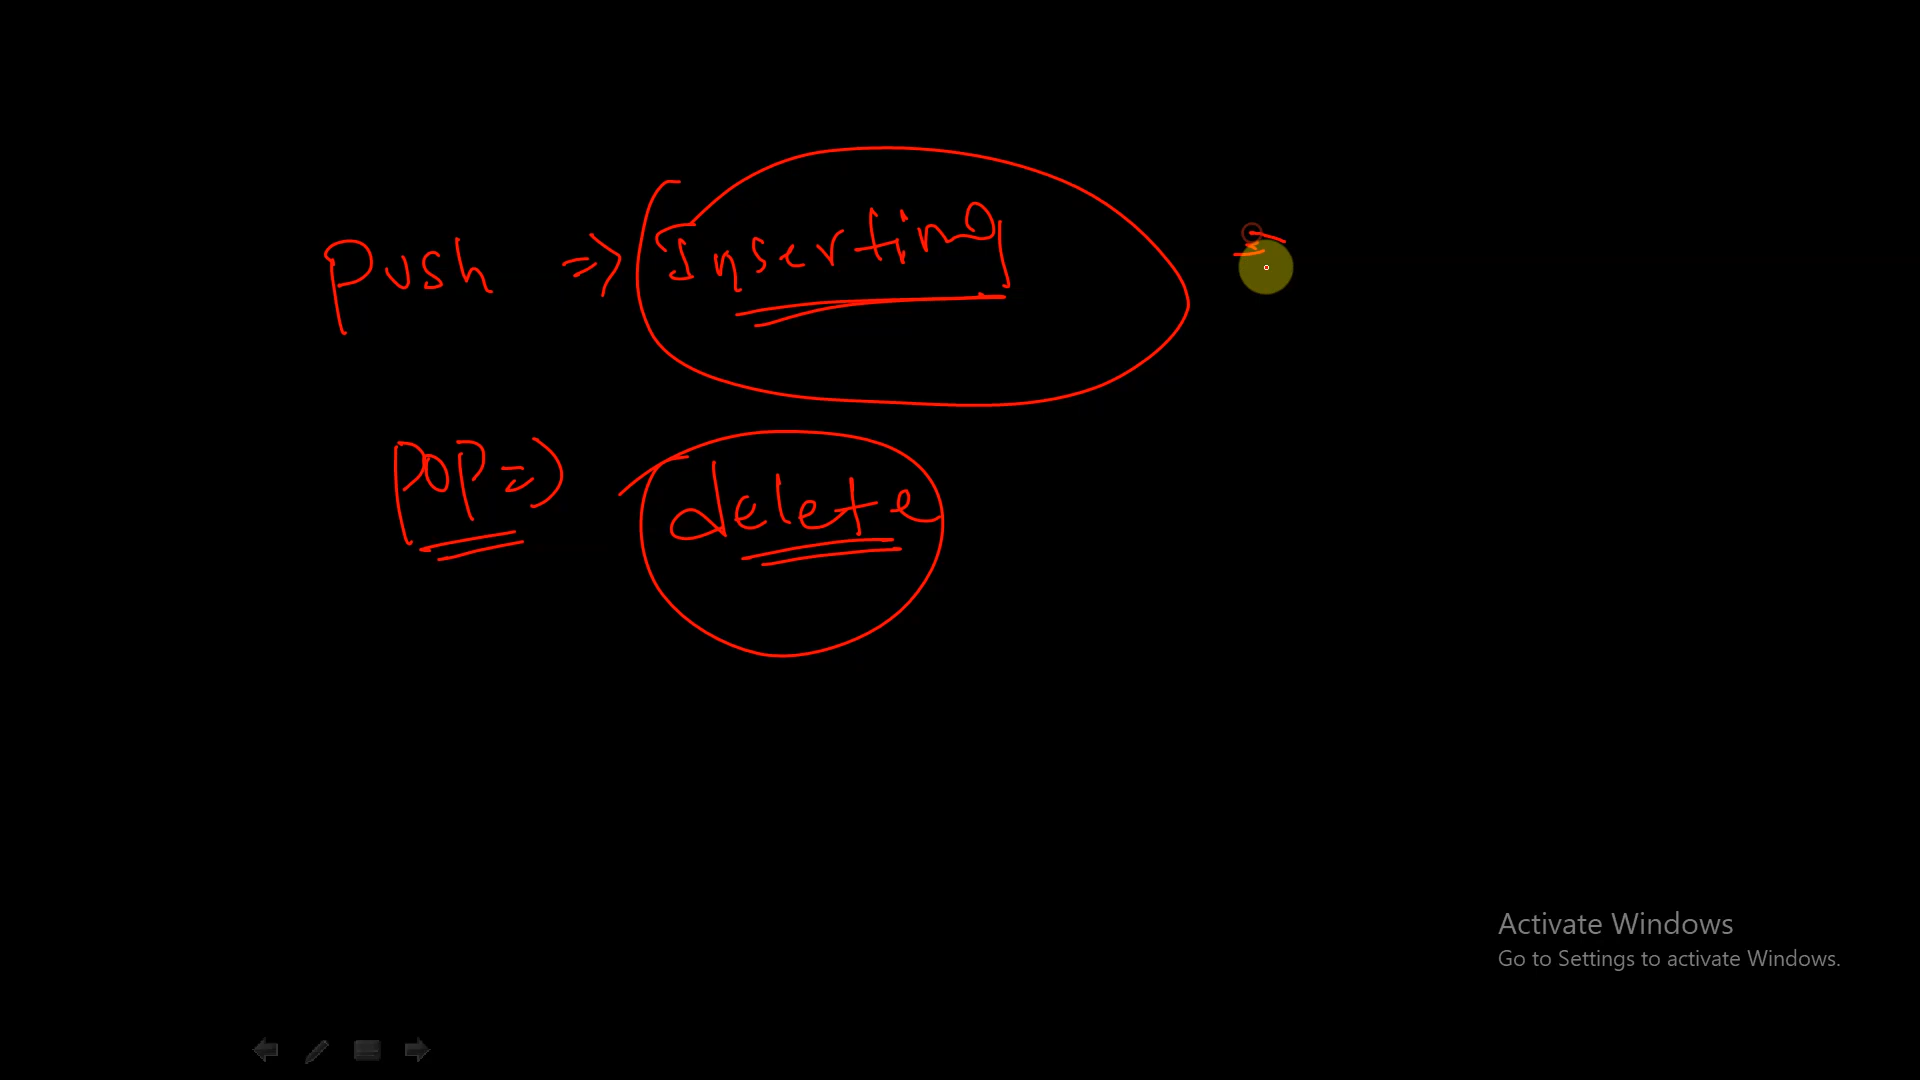 Push => Inserting
POP => delete
Activate Windows
Go to Settings to activate Windows.